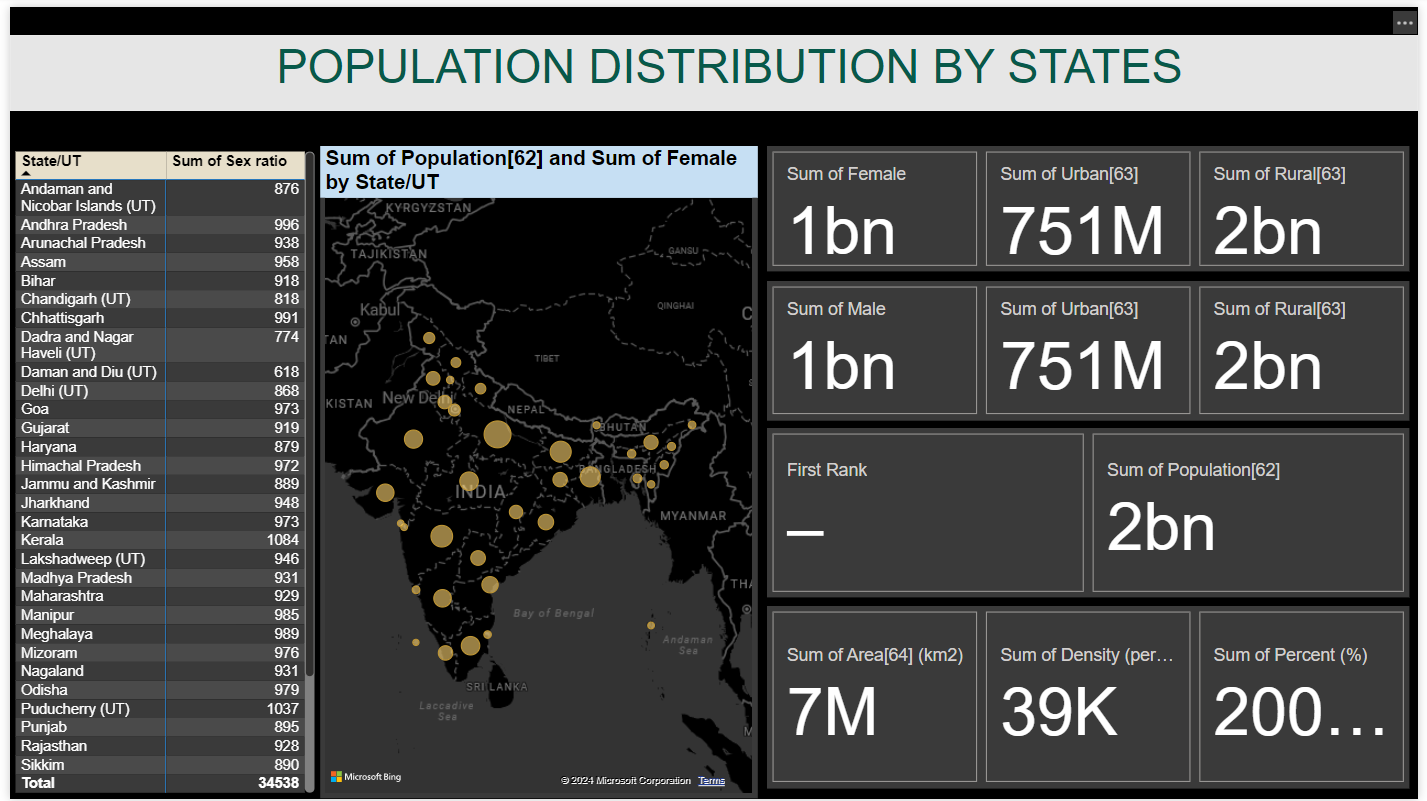 POPULATION DISTRIBUTION BY STATES
State/UT Sum of Sex ratio
Andaman and 876
Nicobar Islands (UT)
Andhra Pradesh 996
Arunachal Pradesh 938
Assam 958
Bihar 918
Chandigarh (UT) 818
Chhattisgarh 991
Dadra and Nagar 774
Haveli (UT)
Daman and Diu (UT) 618
Delhi (UT) 868
Goa 973
Gujarat 919
Haryana 879
Himachal Pradesh 972
Jammu and Kashmir 889
Jharkhand 948
Karnataka 973
Kerala 1084
Lakshadweep (UT) 946
Madhya Pradesh 931
Maharashtra 929
Manipur 985
Meghalaya 989
Mizoram 976
Nagaland 931
Odisha 979
Puducherry (UT) 1037
Punjab 895
Rajasthan 928
Sikkim 890
Total 34538
Sum of Population[62] and Sum of Female
by State/UT
KYRGYZSTAN
TAJIKISTAN
GANSU
Kabul
QINGHAI
C
TAN
TIBET
KISTAN
New Delhi
NEPAL
BHUTAN
BANGLADESH
INDIA
MYANMAR
THA
Bay of Bengal
Andaman
Sea
SRI LANKA
Laccadive
Sea
M
Microsoft Bing
© 2024 Microsoft Corporation Terms
Sum of Female
1bn
Sum of Urban[63]
751M
Sum of Rural[63]
2bn
Sum of Male
1bn
Sum of Urban[63]
751M
Sum of Rural[63]
2bn
First Rank
–
Sum of Population[62]
2bn
Sum of Area[64] (km2)
7M
Sum of Density (per…
39K
Sum of Percent (%)
200…